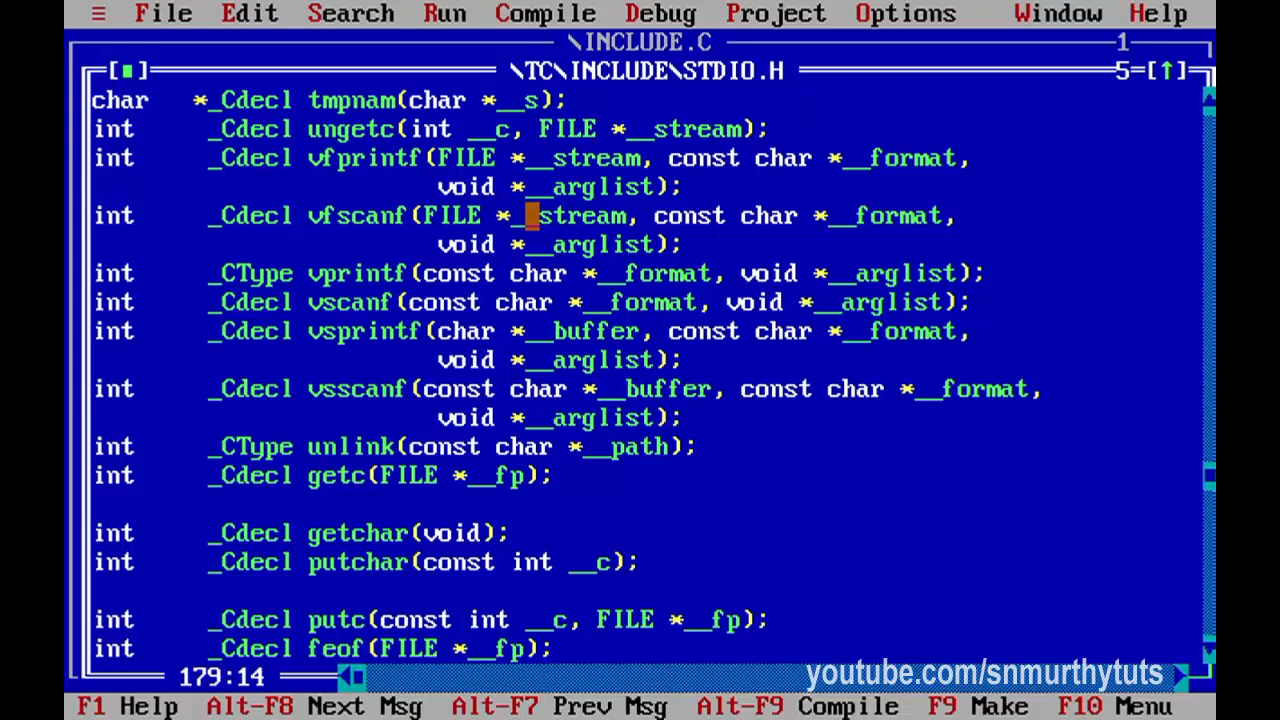 ≡ File Edit Search Run Compile Debug Project Options Window Help
\INCLUDE.C 1
[■] \TC\INCLUDE\STDIO.H 5=[↑]
char *_Cdecl tmpnam(char *__s);
int _Cdecl ungetc(int __c, FILE *__stream);
int _Cdecl vfprintf(FILE *__stream, const char *__format,
void *__arglist);
int _Cdecl vfscanf(FILE *__stream, const char *__format,
void *__arglist);
int _CType vprintf(const char *__format, void *__arglist);
int _Cdecl vscanf(const char *__format, void *__arglist);
int _Cdecl vsprintf(char *__buffer, const char *__format,
void *__arglist);
int _Cdecl vsscanf(const char *__buffer, const char *__format,
void *__arglist);
int _CType unlink(const char *__path);
int _Cdecl getc(FILE *__fp);
int _Cdecl getchar(void);
int _Cdecl putchar(const int __c);
int _Cdecl putc(const int __c, FILE *__fp);
int _Cdecl feof(FILE *__fp);
179:14
youtube.com/snmurthytuts
F1 Help Alt-F8 Next Msg Alt-F7 Prev Msg Alt-F9 Compile F9 Make F10 Menu